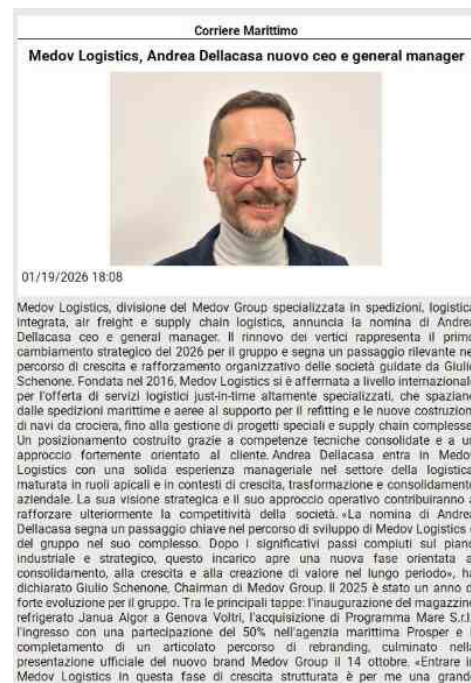 Corriere Marittimo
Medov Logistics, Andrea Dellacasa nuovo ceo e general manager
01/19/2026 18:08
Medov Logistics, divisione del Medov Group specializzata in spedizioni, logistica
integrata, air freight e supply chain logistics, annuncia la nomina di Andrea
Dellacasa ceo e general manager. Il rinnovo dei vertici rappresenta il primo
cambiamento strategico del 2026 per il gruppo e segna un passaggio rilevante ne
percorso di crescita e rafforzamento organizzativo delle società guidate da Giulio
Schenone. Fondata nel 2016, Medov Logistics si è affermata a livello internazional
per l'offerta di servizi logistici just-in-time altamente specializzati, che spaziano
dalle spedizioni marittime e aeree al supporto per il refitting e le nuove costruzion
di navi da crociera, fino alla gestione di progetti speciali e supply chain complesse.
Un posizionamento costruito grazie a competenze tecniche consolidate e a un
approccio fortemente orientato al cliente. Andrea Dellacasa entra in Medov
Logistics con una solida esperienza manageriale nel settore della logistica,
maturata in ruoli apicali e in contesti di crescita, trasformazione e consolidamento
aziendale. La sua visione strategica e il suo approccio operativo contribuiranno a
rafforzare ulteriormente la competitività della società. «La nomina di Andrea
Dellacasa segna un passaggio chiave nel percorso di sviluppo di Medov Logistics
del gruppo nel suo complesso. Dopo i significativi passi compiuti sul piano
industriale e strategico, questo incarico apre una nuova fase orientata a
consolidamento, alla crescita e alla creazione di valore nel lungo periodo», ha
dichiarato Giulio Schenone, Chairman di Medov Group. Il 2025 è stato un anno d
forte evoluzione per il gruppo. Tra le principali tappe: l'inaugurazione del magazzino
refrigerato Janua Algor a Genova Voltri, l'acquisizione di Programma Mare S.r.l.
l'ingresso con una partecipazione del 50% nell'agenzia marittima Prosper e i
completamento di un articolato percorso di rebranding, culminato nella
presentazione ufficiale del nuovo brand Medov Group il 14 ottobre. «Entrare i
Medov Logistics in questa fase di crescita strutturata è per me una grande